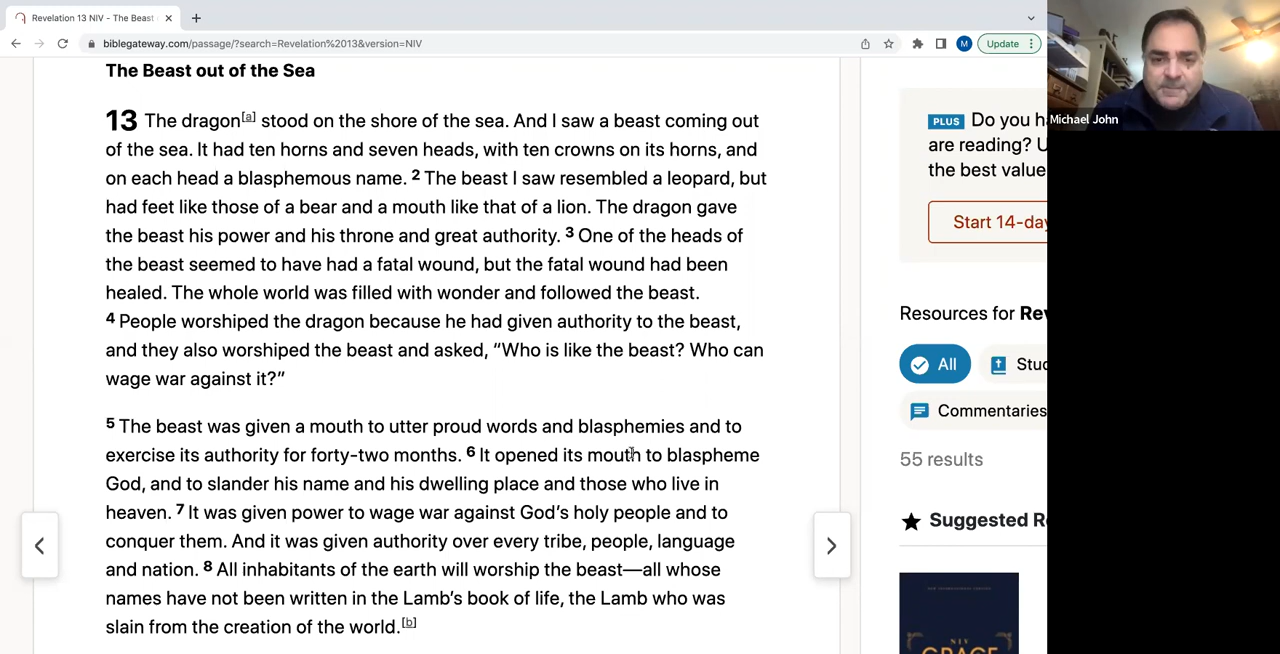 Revelation 13 NIV - The Beast
biblegateway.com/passage/?search=Revelation%2013&version=NIV
M
Update
The Beast out of the Sea
13 The dragon[a] stood on the shore of the sea. And I saw a beast coming out
of the sea. It had ten horns and seven heads, with ten crowns on its horns, and
on each head a blasphemous name. 2 The beast I saw resembled a leopard, but
had feet like those of a bear and a mouth like that of a lion. The dragon gave
the beast his power and his throne and great authority. 3 One of the heads of
the beast seemed to have had a fatal wound, but the fatal wound had been
healed. The whole world was filled with wonder and followed the beast.
4 People worshiped the dragon because he had given authority to the beast,
and they also worshiped the beast and asked, “Who is like the beast? Who can
wage war against it?”
5 The beast was given a mouth to utter proud words and blasphemies and to
exercise its authority for forty-two months. 6 It opened its mouth to blaspheme
God, and to slander his name and his dwelling place and those who live in
heaven. 7 It was given power to wage war against God’s holy people and to
conquer them. And it was given authority over every tribe, people, language
and nation. 8 All inhabitants of the earth will worship the beast—all whose
names have not been written in the Lamb’s book of life, the Lamb who was
slain from the creation of the world.[b]
PLUS Do you h
are reading? U
the best value
Start 14-day
Resources for Rev
All
Stud
Commentaries
55 results
Suggested Re
NIV
GRACE
Michael John